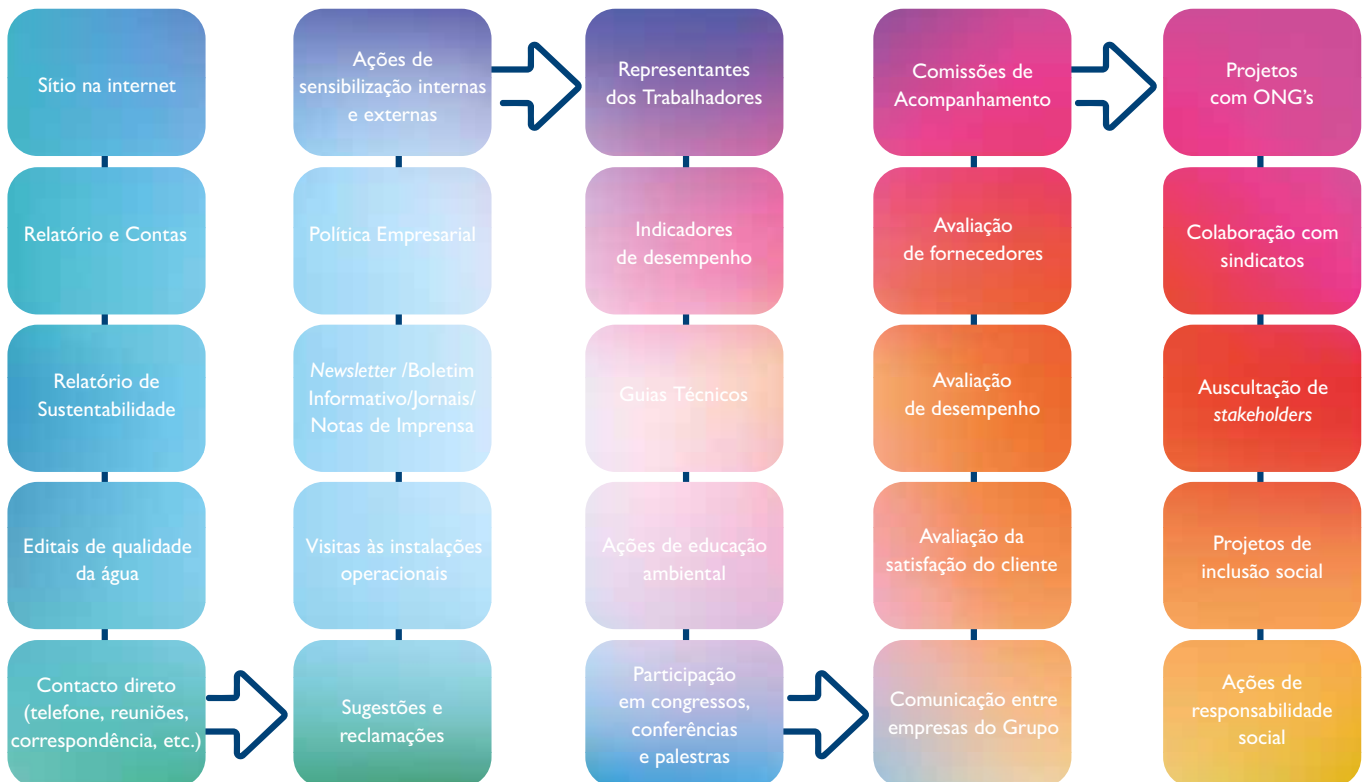 Sítio na internet
Relatório e Contas
Relatório de
Sustentabilidade
Editais de qualidade
da água
Contacto direto
(telefone, reuniões,
correspondência, etc.)
Ações de
sensibilização internas
e externas
Política Empresarial
Newsletter /Boletim
Informativo/Jornais/
Notas de Imprensa
Visitas às instalações
operacionais
Sugestões e
reclamações
Representantes
dos Trabalhadores
Indicadores
de desempenho
Guias Técnicos
Ações de educação
ambiental
Participação
em congressos,
conferências
e palestras
Comissões de
Acompanhamento
Avaliação
de fornecedores
Avaliação
de desempenho
Avaliação da
satisfação do cliente
Comunicação entre
empresas do Grupo
Projetos
com ONG's
Colaboração com
sindicatos
Auscultação de
stakeholders
Projetos de
inclusão social
Ações de
responsabilidade
social